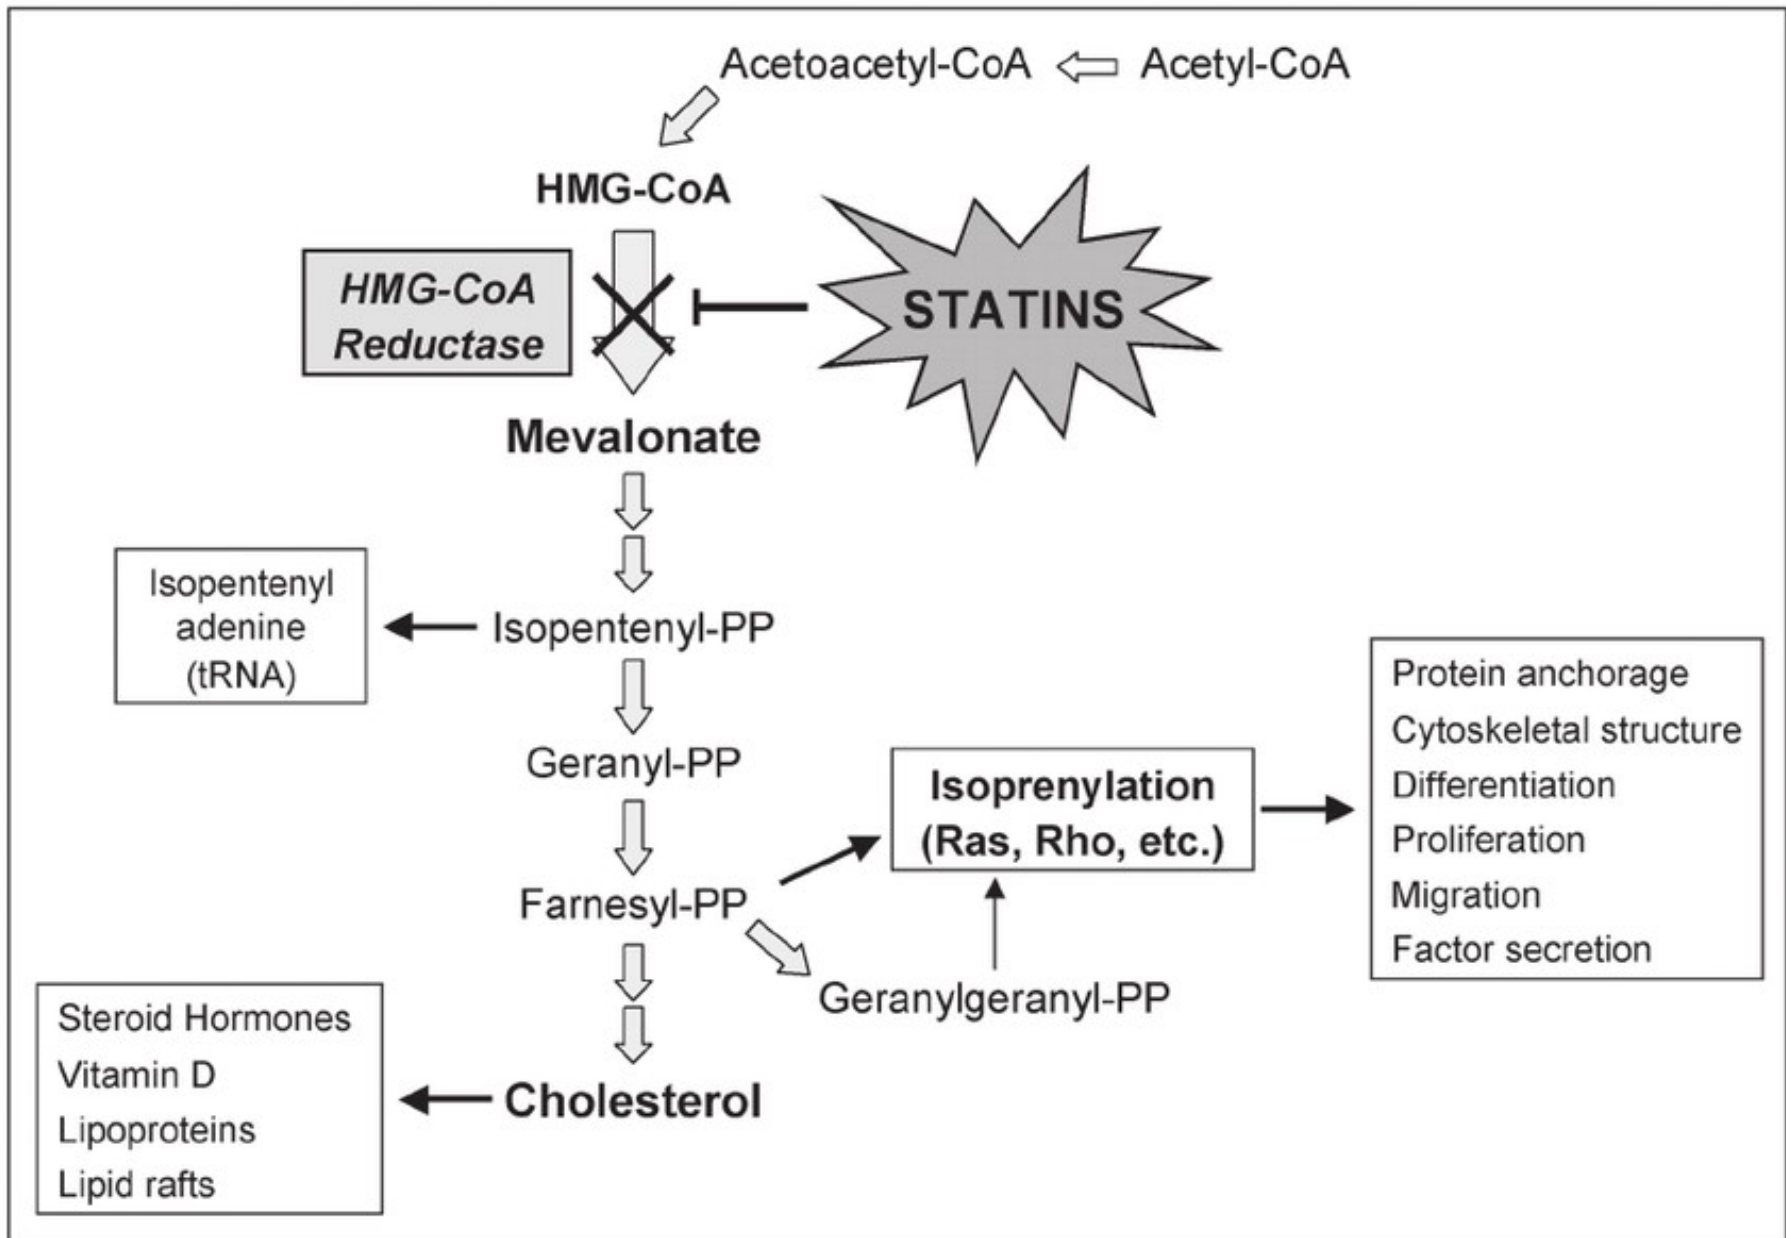 Acetoacetyl-CoA
Acetyl-CoA
HMG-CoA
HMG-CoA
Reductase
STATINS
Mevalonate
Isopentenyl
adenine
(tRNA)
Isopentenyl-PP
Geranyl-PP
Isoprenylation
(Ras, Rho, etc.)
Protein anchorage
Cytoskeletal structure
Differentiation
Proliferation
Migration
Factor secretion
Farnesyl-PP
Geranylgeranyl-PP
Steroid Hormones
Vitamin D
Lipoproteins
Lipid rafts
Cholesterol